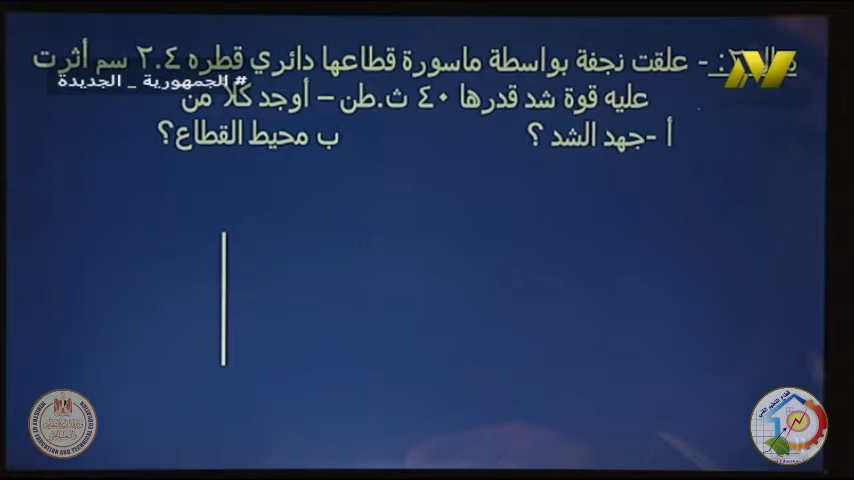 - علقت نجفة بواسطة ماسورة قطاعها دائري قطره ٢.٤ سم أثرت
#الجمهورية _ الجديدة
عليه قوة شد قدرها ٤٠ ث.طن – أوجد كلا من
أ -جهد الشد ؟ ب محيط القطاع؟